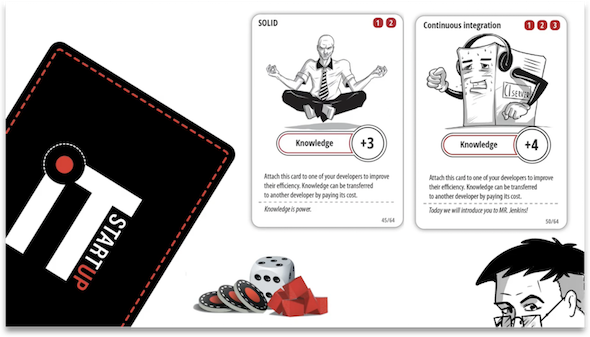 SOLID
1 2
Knowledge
+3
Attach this card to one of your developers to improve
their efficiency. Knowledge can be transferred
to another developer by paying its cost.
Knowledge is power.
45/64
Continuous integration
1 2 3
CI SERVER
Knowledge
+4
Attach this card to one of your developers to improve
their efficiency. Knowledge can be transferred
to another developer by paying its cost.
Today we will introduce you to MR. Jenkins!
50/64
IT
STARTUP